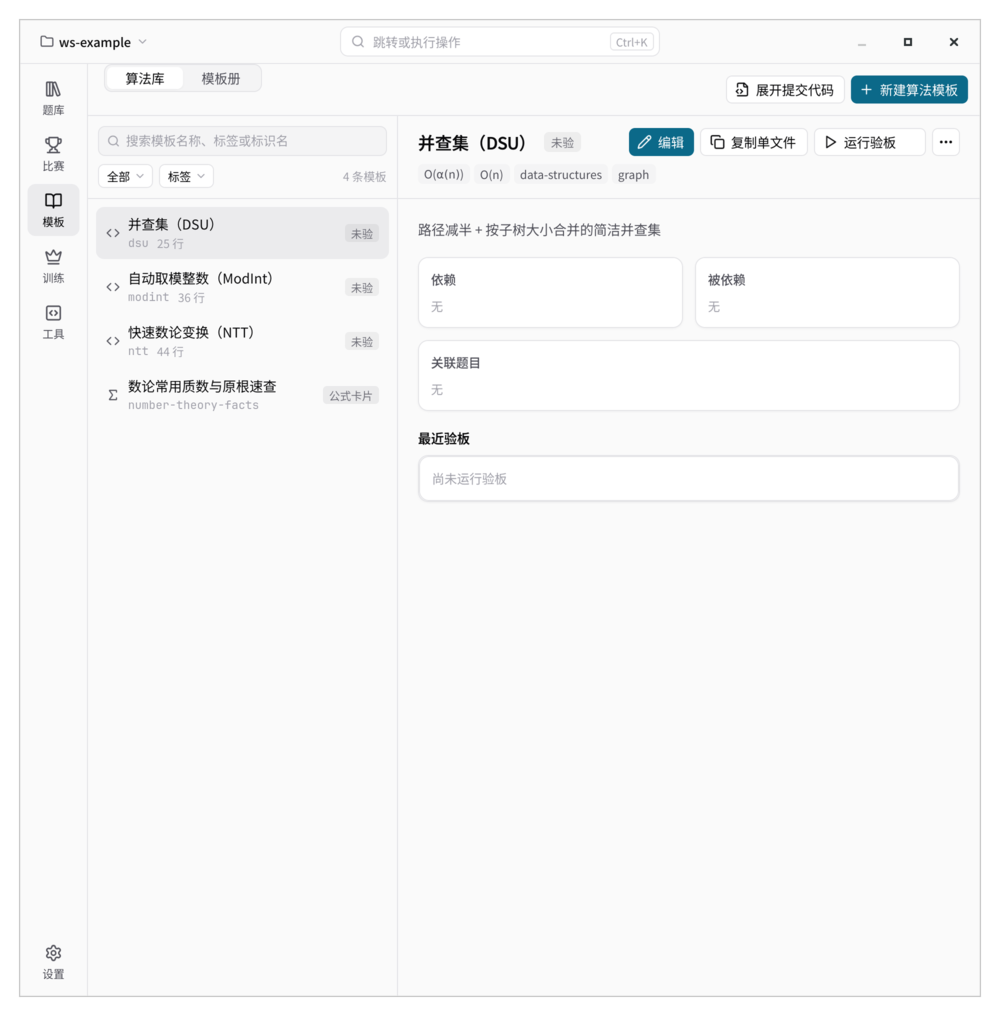 ws-example
跳转或执行操作 Ctrl+K
算法库 模板册
展开提交代码 新建算法模板
题库
比赛
模板
训练
工具
设置
搜索模板名称、标签或标识名
全部 标签 4 条模板
并查集（DSU）
dsu 25 行
未验
自动取模整数（ModInt）
modint 36 行
未验
快速数论变换（NTT）
ntt 44 行
未验
Σ 数论常用质数与原根速查
number-theory-facts
公式卡片
并查集（DSU） 未验 编辑 复制单文件 运行验板
O(α(n)) O(n) data-structures graph
路径减半 + 按子树大小合并的简洁并查集
依赖
无
被依赖
无
关联题目
无
最近验板
尚未运行验板